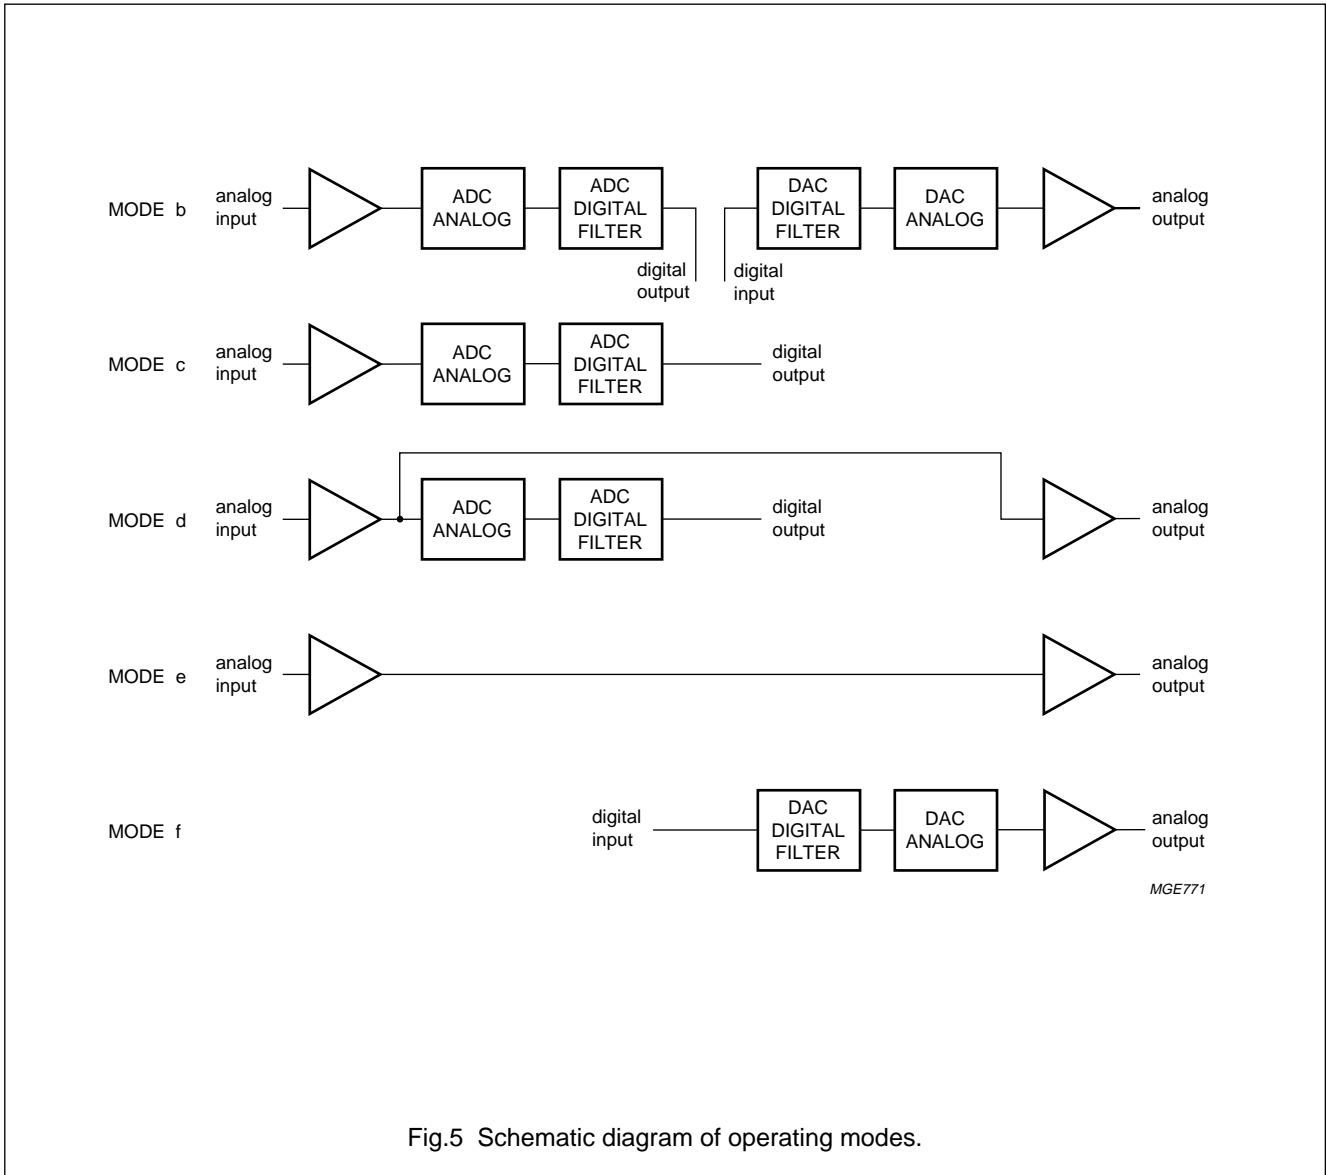 MODE b
analog
input
ADC
ANALOG
ADC
DIGITAL
FILTER
digital
output
digital
input
DAC
DIGITAL
FILTER
DAC
ANALOG
analog
output
MODE c
analog
input
ADC
ANALOG
ADC
DIGITAL
FILTER
digital
output
MODE d
analog
input
ADC
ANALOG
ADC
DIGITAL
FILTER
digital
output
analog
output
MODE e
analog
input
analog
output
MODE f
digital
input
DAC
DIGITAL
FILTER
DAC
ANALOG
analog
output
MGE771
Fig.5 Schematic diagram of operating modes.